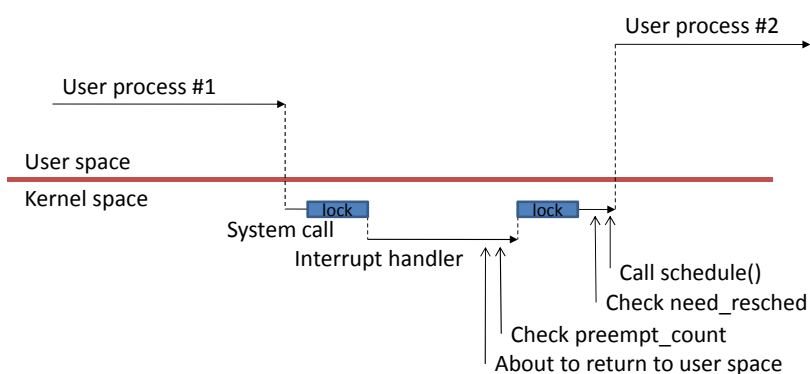 User process #2
User process #1
User space
Kernel space
lock
lock
System call
Interrupt handler
Call schedule()
Check need_resched
Check preempt_count
About to return to user space